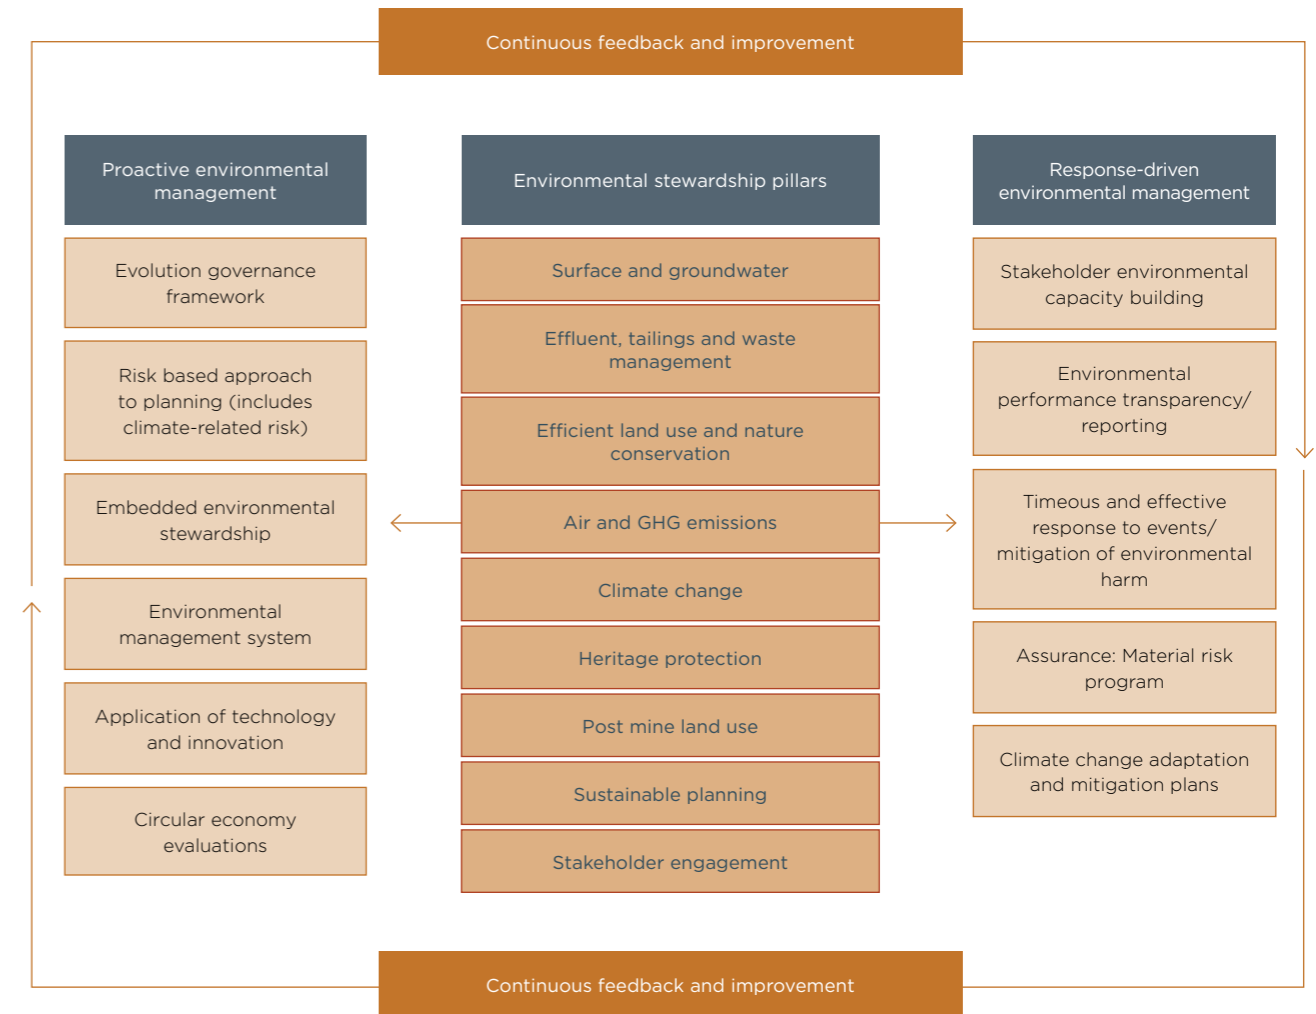 Continuous feedback and improvement
Proactive environmental
management
Evolution governance
framework
Risk based approach
to planning (includes
climate-related risk)
Embedded environmental
stewardship
Environmental
management system
Application of technology
and innovation
Circular economy
evaluations
Environmental stewardship pillars
Surface and groundwater
Effluent, tailings and waste
management
Efficient land use and nature
conservation
Air and GHG emissions
Climate change
Heritage protection
Post mine land use
Sustainable planning
Stakeholder engagement
Response-driven
environmental management
Stakeholder environmental
capacity building
Environmental
performance transparency/
reporting
Timeous and effective
response to events/
mitigation of environmental
harm
Assurance: Material risk
program
Climate change adaptation
and mitigation plans
Continuous feedback and improvement